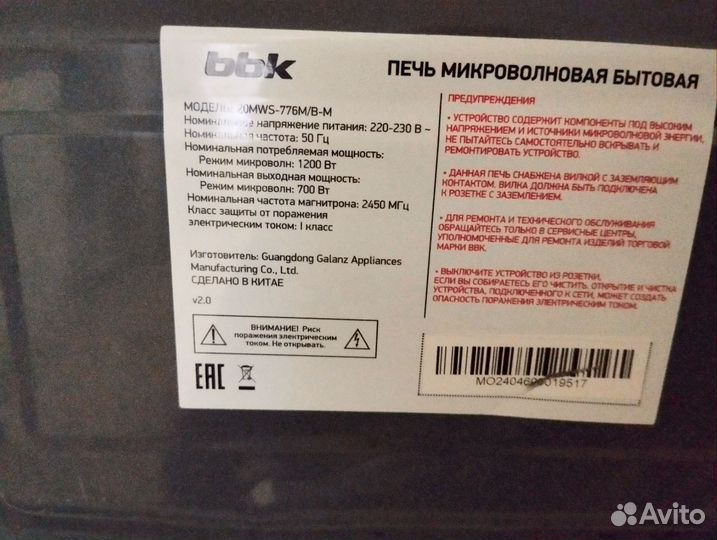 bbk
ПЕЧЬ МИКРОВОЛНОВАЯ БЫТОВАЯ
МОДЕЛЬ: 20MWS-776M/B-M
Номинальное напряжение питания: 220-230 В ~
Номинальная частота: 50 Гц
Номинальная потребляемая мощность:
Режим микроволн: 1200 Вт
Номинальная выходная мощность:
Режим микроволн: 700 Вт
Номинальная частота магнитрона: 2450 МГц
Класс защиты от поражения
электрическим током: I класс
Изготовитель: Guangdong Galanz Appliances
Manufacturing Co., Ltd.
СДЕЛАНО В КИТАЕ
v2.0
ВНИМАНИЕ! Риск
поражения электрическим
током. Не открывать.
EAC
ПРЕДУПРЕЖДЕНИЯ
• УСТРОЙСТВО СОДЕРЖИТ КОМПОНЕНТЫ ПОД ВЫСОКИМ
НАПРЯЖЕНИЕМ И ИСТОЧНИКИ МИКРОВОЛНОВОЙ ЭНЕРГИИ,
НЕ ПЫТАЙТЕСЬ САМОСТОЯТЕЛЬНО ВСКРЫВАТЬ И
РЕМОНТИРОВАТЬ УСТРОЙСТВО.
• ДАННАЯ ПЕЧЬ СНАБЖЕНА ВИЛКОЙ С ЗАЗЕМЛЯЮЩИМ
КОНТАКТОМ. ВИЛКА ДОЛЖНА БЫТЬ ПОДКЛЮЧЕНА
К РОЗЕТКЕ С ЗАЗЕМЛЕНИЕМ.
• ДЛЯ РЕМОНТА И ТЕХНИЧЕСКОГО ОБСЛУЖИВАНИЯ
ОБРАЩАЙТЕСЬ ТОЛЬКО В СЕРВИСНЫЕ ЦЕНТРЫ,
УПОЛНОМОЧЕННЫЕ ДЛЯ РЕМОНТА ИЗДЕЛИЙ ТОРГОВОЙ
МАРКИ BBK.
• ВЫКЛЮЧИТЕ УСТРОЙСТВО ИЗ РОЗЕТКИ,
ЕСЛИ ВЫ СОБИРАЕТЕСЬ ЕГО ЧИСТИТЬ. ОТКРЫТИЕ И ЧИСТКА
УСТРОЙСТВА, ПОДКЛЮЧЕННОГО К СЕТИ, МОЖЕТ СОЗДАТЬ
ОПАСНОСТЬ ПОРАЖЕНИЯ ЭЛЕКТРИЧЕСКИМ ТОКОМ.
Avito